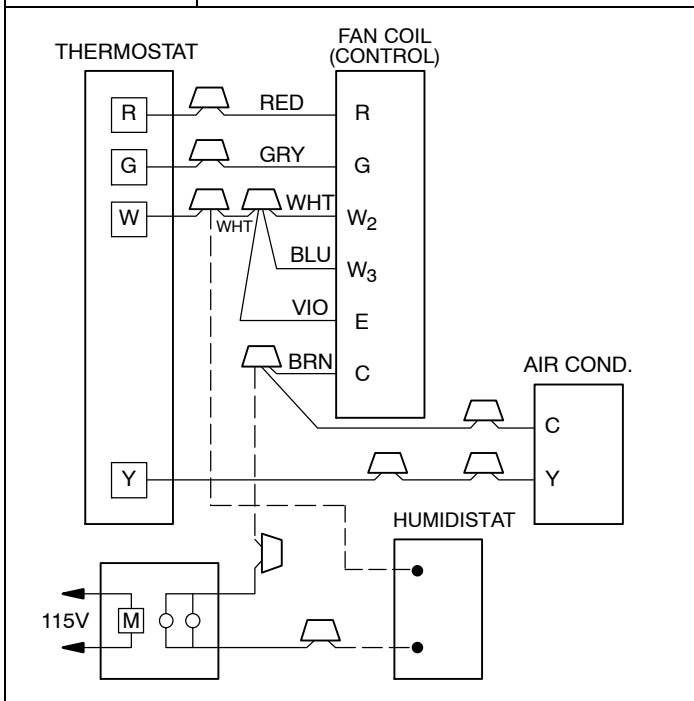 THERMOSTAT
FAN COIL
(CONTROL)
R RED R
G GRY G
W WHT WHT W2
BLU W3
VIO E
BRN C
AIR COND.
C
Y Y
HUMIDISTAT
115V M